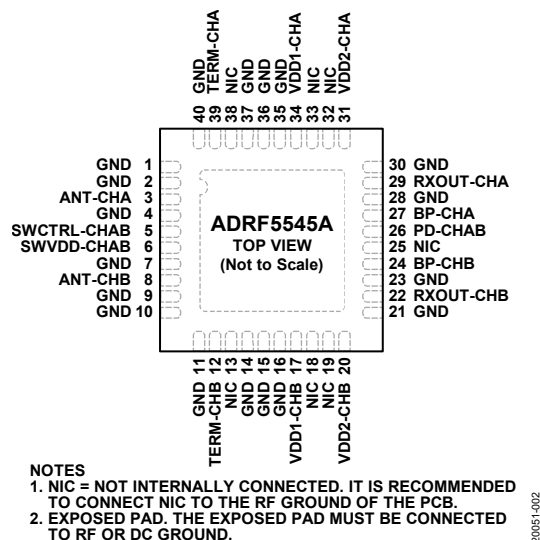 GND
TERM-CHA
NIC
GND
GND
GND
VDD1-CHA
NIC
NIC
VDD2-CHA
40
39
38
37
36
35
34
33
32
31
GND 1
GND 2
ANT-CHA 3
GND 4
SWCTRL-CHAB 5
SWVDD-CHAB 6
GND 7
ANT-CHB 8
GND 9
GND 10
ADRF5545A
TOP VIEW
(Not to Scale)
30 GND
29 RXOUT-CHA
28 GND
27 BP-CHA
26 PD-CHAB
25 NIC
24 BP-CHB
23 GND
22 RXOUT-CHB
21 GND
GND 11
TERM-CHB 12
NIC 13
GND 14
GND 15
GND 16
VDD1-CHB 17
NIC 18
NIC 19
VDD2-CHB 20
NOTES
1. NIC = NOT INTERNALLY CONNECTED. IT IS RECOMMENDED
TO CONNECT NIC TO THE RF GROUND OF THE PCB.
2. EXPOSED PAD. THE EXPOSED PAD MUST BE CONNECTED
TO RF OR DC GROUND.
20051-002